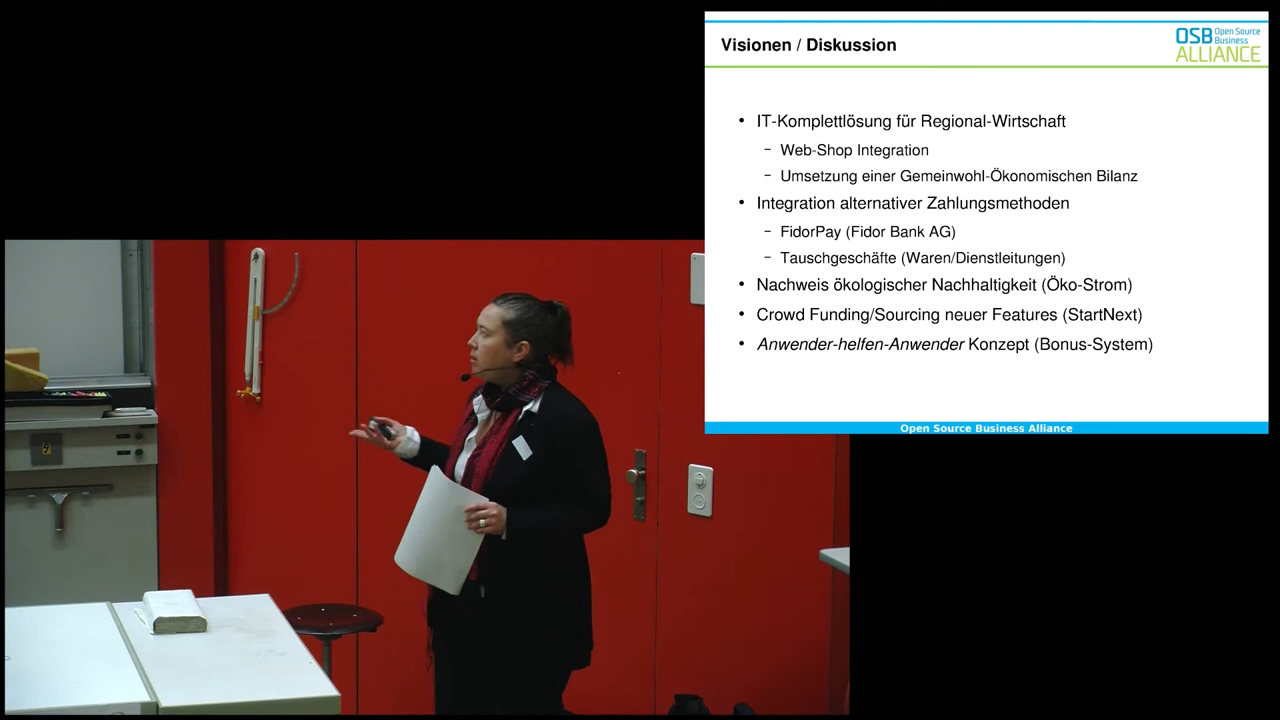 Visionen / Diskussion
OSB Open Source
Business
ALLIANCE
• IT-Komplettlösung für Regional-Wirtschaft
– Web-Shop Integration
– Umsetzung einer Gemeinwohl-Ökonomischen Bilanz
• Integration alternativer Zahlungsmethoden
– FidorPay (Fidor Bank AG)
– Tauschgeschäfte (Waren/Dienstleitungen)
• Nachweis ökologischer Nachhaltigkeit (Öko-Strom)
• Crowd Funding/Sourcing neuer Features (StartNext)
• Anwender-helfen-Anwender Konzept (Bonus-System)
Open Source Business Alliance